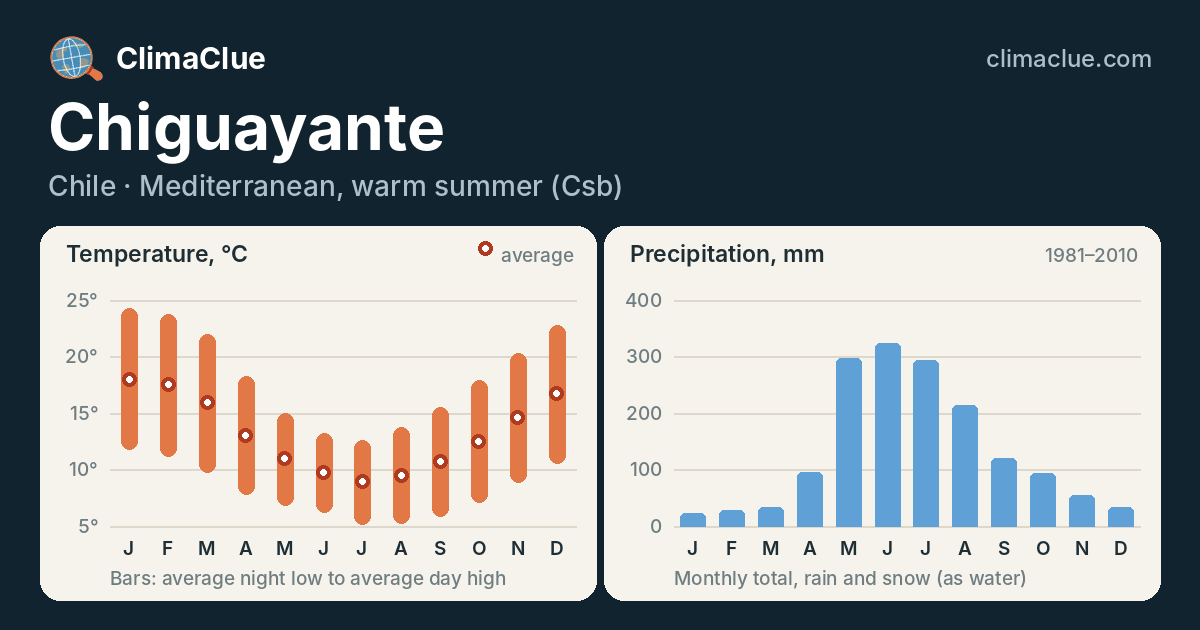 ClimaClue
climaclue.com
Chiguayante
Chile · Mediterranean, warm summer (Csb)
Temperature, °C
average
25°
20°
15°
10°
5°
J F M A M J J A S O N D
Bars: average night low to average day high
Precipitation, mm
1981–2010
400
300
200
100
0
J F M A M J J A S O N D
Monthly total, rain and snow (as water)